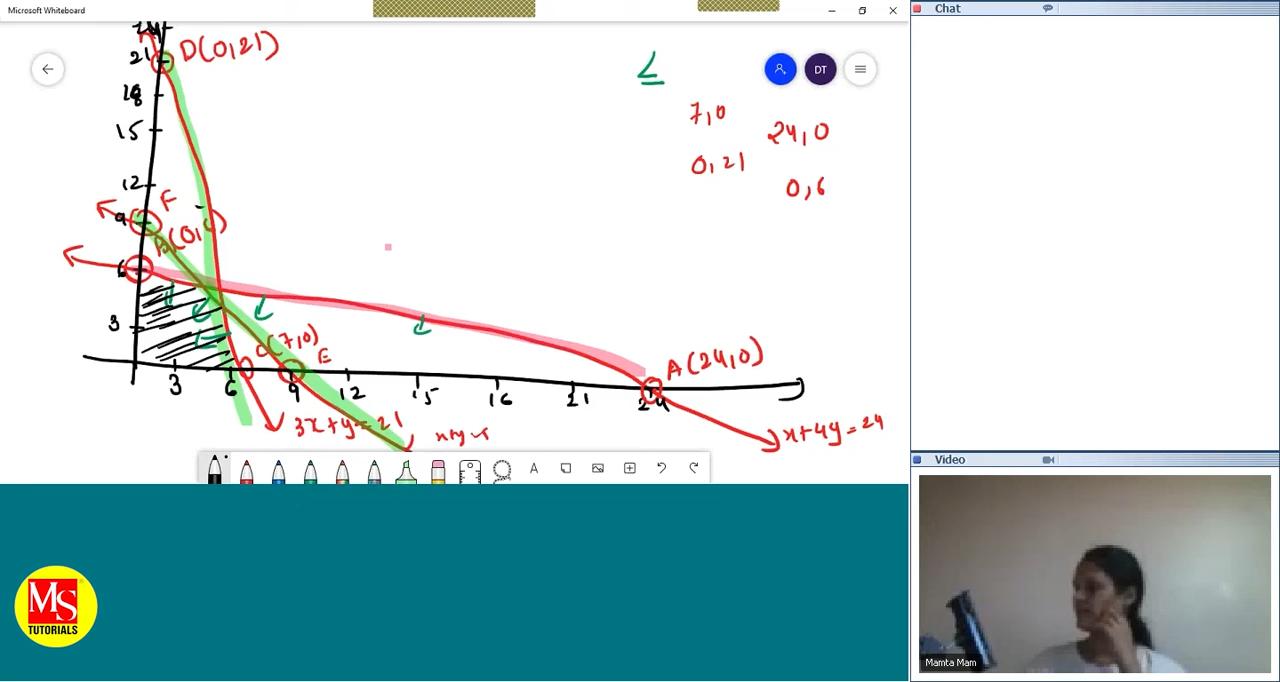 Microsoft Whiteboard
Chat
21
D(0,21)
≤
DT
18
7,0
15
24,0
0,21
12
0,6
F
9
6
3
C(7,0)
E
A(24,0)
3
6
9
12
15
16
21
24
3x+y=21
x+4y=24
A
Video
MS
TUTORIALS
Mamta Mam